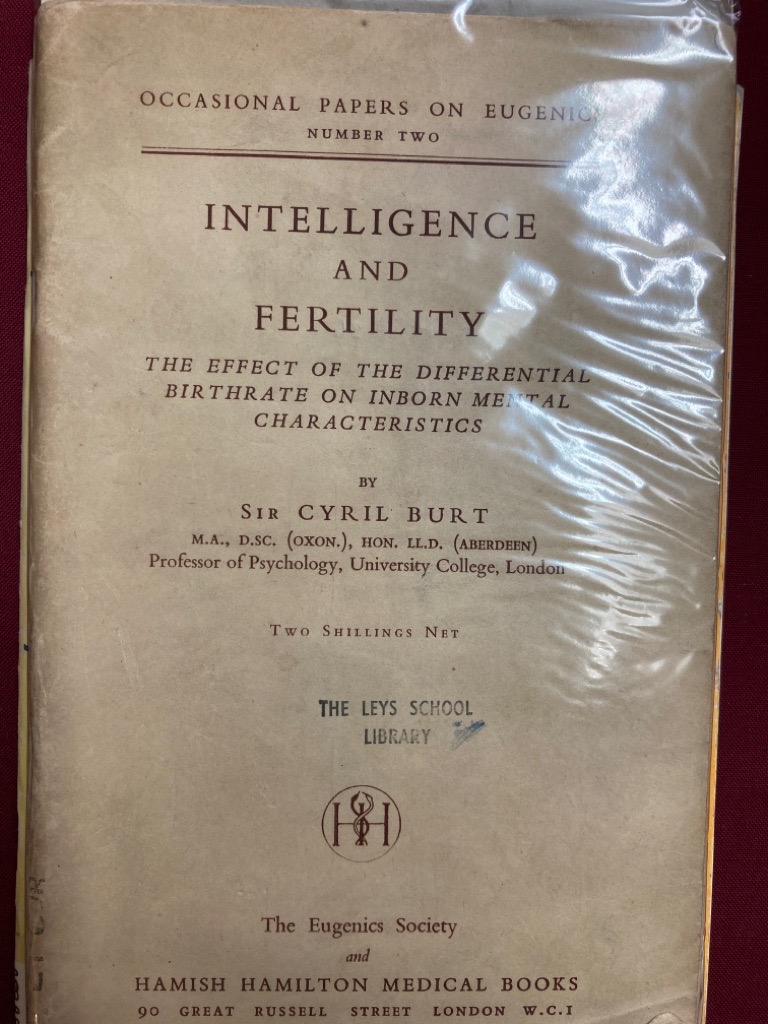 OCCASIONAL PAPERS ON EUGENIC
NUMBER TWO
INTELLIGENCE
AND
FERTILITY
THE EFFECT OF THE DIFFERENTIAL
BIRTHRATE ON INBORN MENTAL
CHARACTERISTICS
BY
SIR CYRIL BURT
M.A., D.SC. (OXON.), HON. LL.D. (ABERDEEN)
Professor of Psychology, University College, London
TWO SHILLINGS NET
THE LEYS SCHOOL
LIBRARY
H H
The Eugenics Society
and
HAMISH HAMILTON MEDICAL BOOKS
90 GREAT RUSSELL STREET LONDON W.C.1